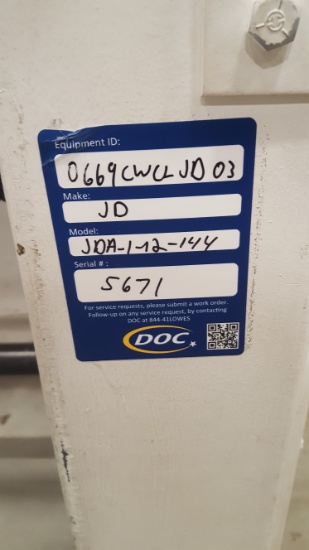 Equipment ID:
0669CWCLJD03
Make:
JD
Model:
JDA-1-12-144
Serial #:
5671
For service requests, please submit a work order.
Follow-up on any service request, by contacting
DOC at 844-41LOWES
DOC